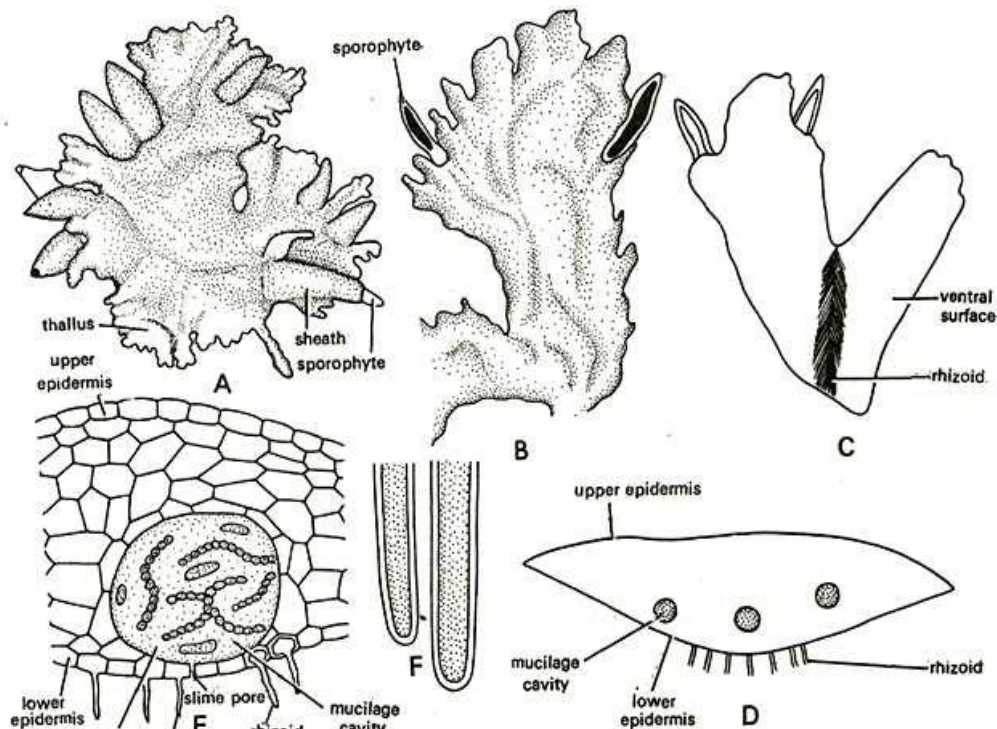 sporophyte
thallus
sheath
sporophyte
A
B
ventral
surface
rhizoid
C
upper
epidermis
lower
epidermis
slime pore
E
mucilage
cavity
F
upper epidermis
mucilage
cavity
lower
epidermis
rhizoid
D